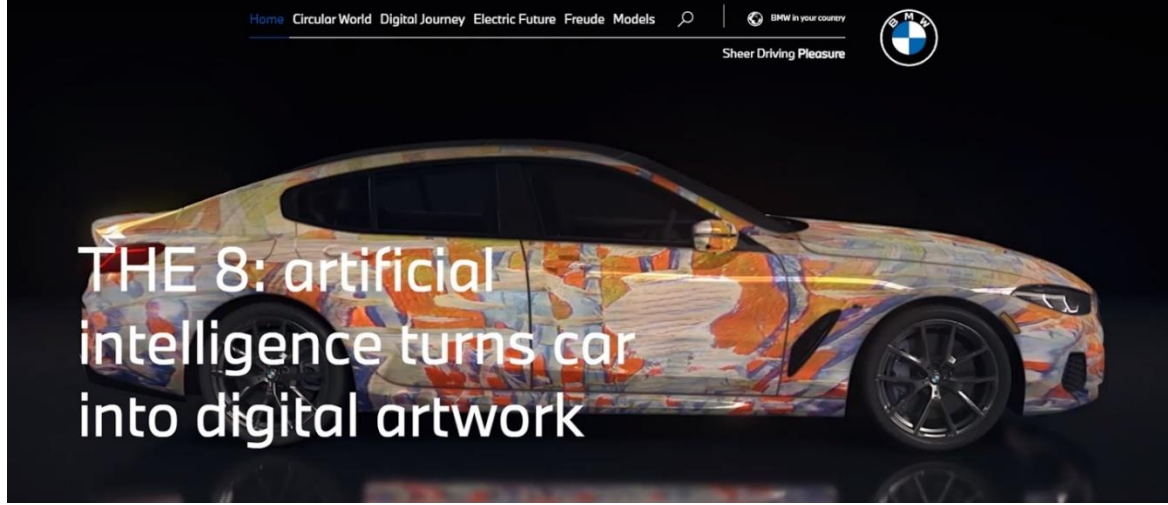 Home Circular World Digital Journey Electric Future Freude Models
BMW in your country
BMW
Sheer Driving Pleasure
THE 8: artificial
intelligence turns car
into digital artwork